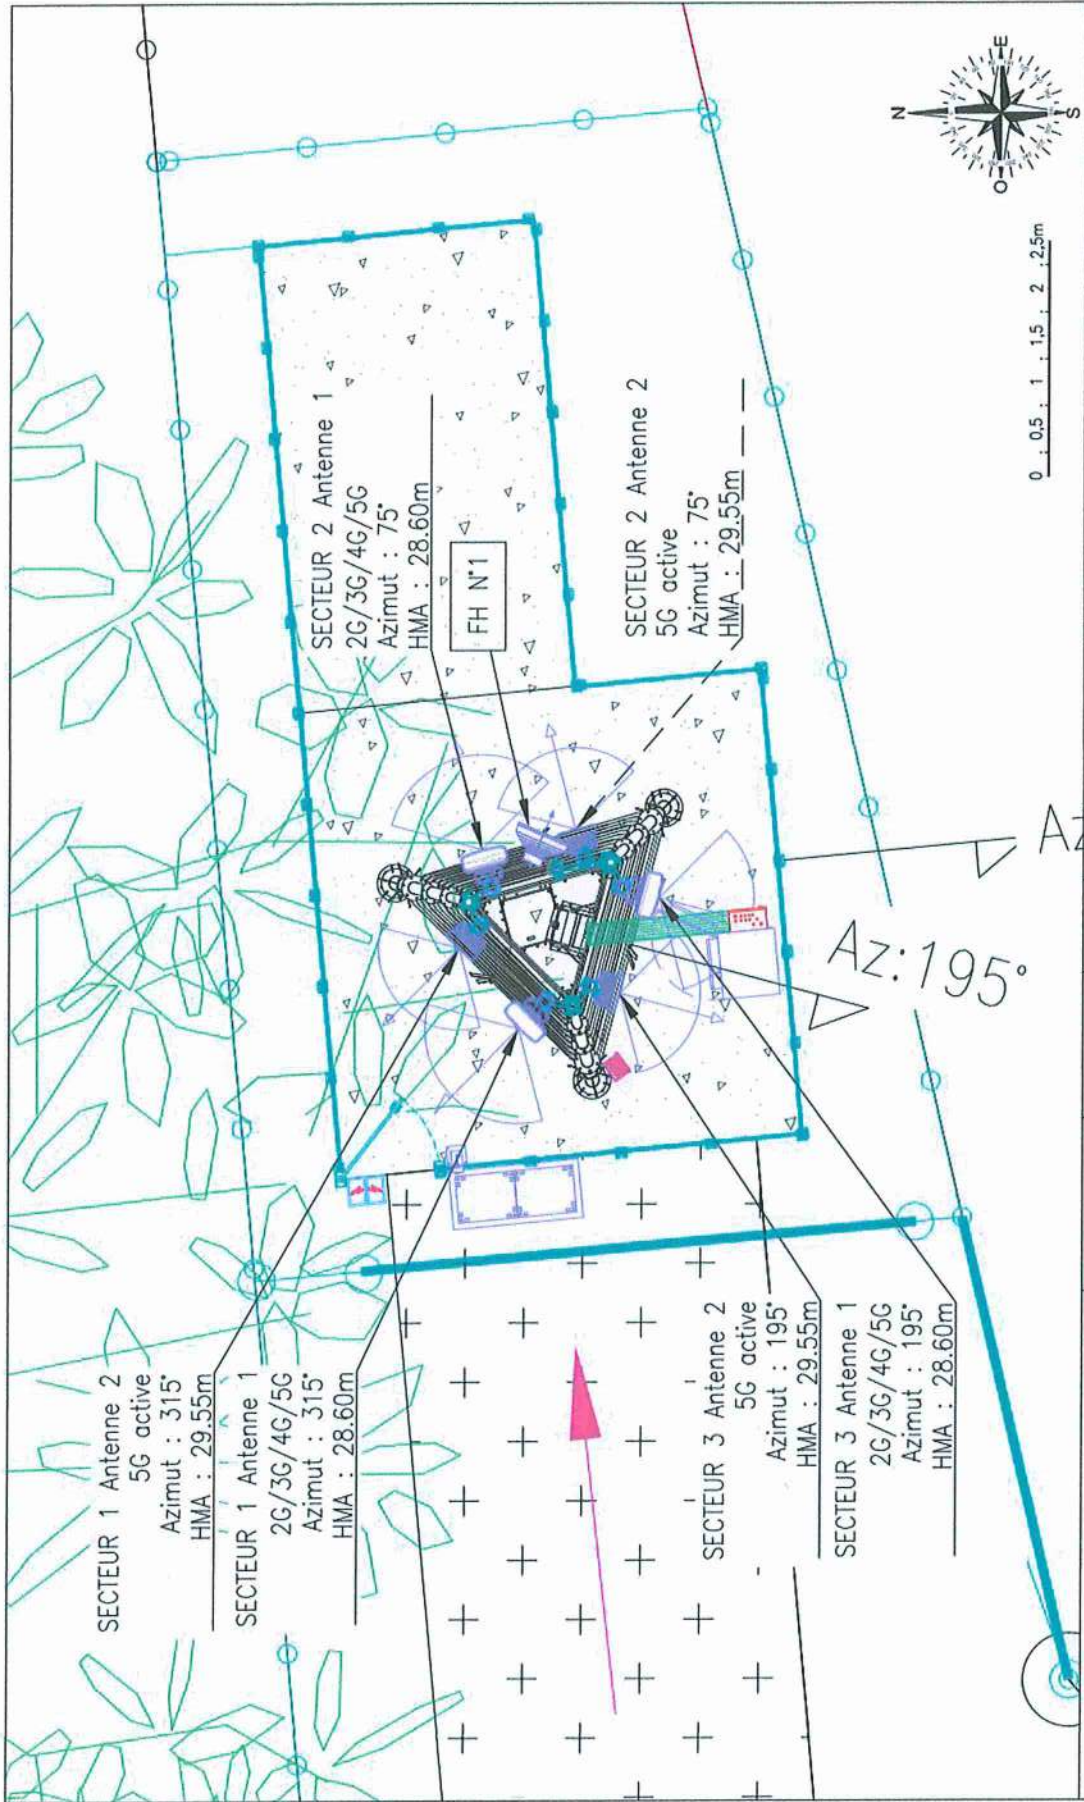 SECTEUR 1 Antenne 2
5G active
Azimut : 315°
HMA : 29.55m
SECTEUR 1 Antenne 1
2G/3G/4G/5G
Azimut : 315°
HMA : 28.60m
SECTEUR 2 Antenne 1
2G/3G/4G/5G
Azimut : 75°
HMA : 28.60m
FH N°1
SECTEUR 2 Antenne 2
5G active
Azimut : 75°
HMA : 29.55m
SECTEUR 3 Antenne 2
5G active
Azimut : 195°
HMA : 29.55m
SECTEUR 3 Antenne 1
2G/3G/4G/5G
Azimut : 195°
HMA : 28.60m
Az:195°
Az
N
E
S
O
0 : 0.5 : 1 : 1.5 : 2 : 2.5m